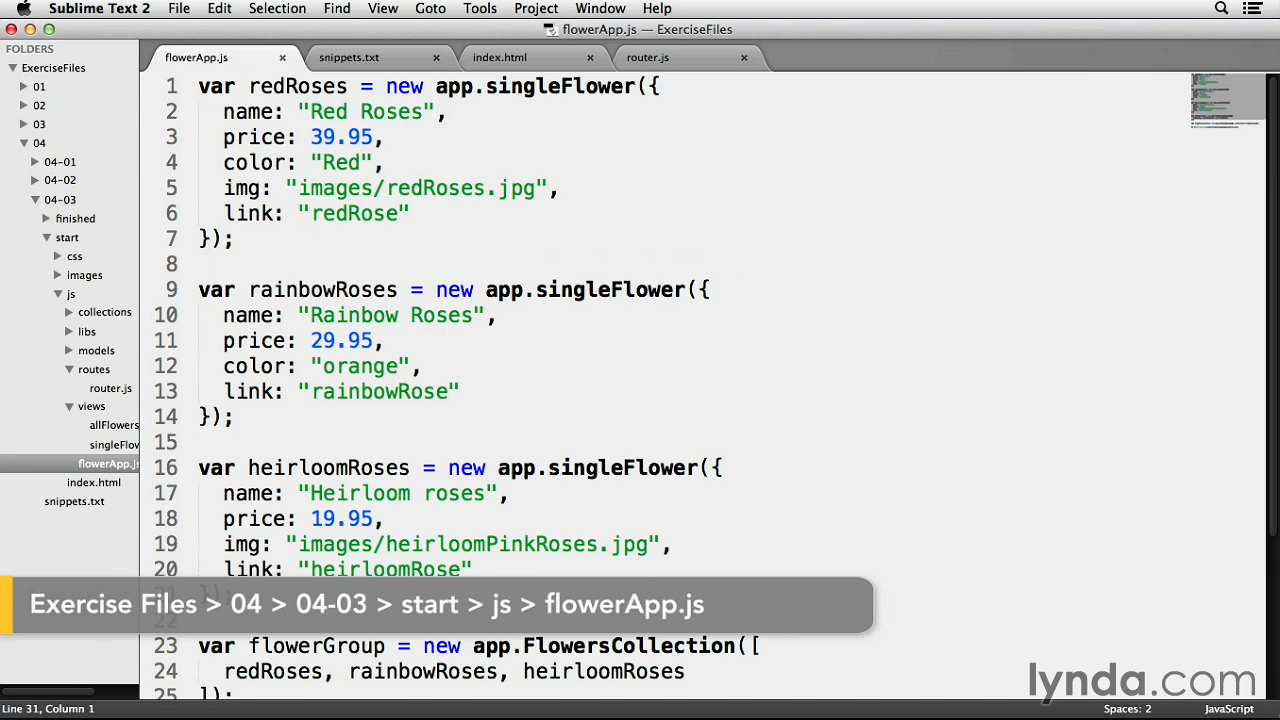 Sublime Text 2 File Edit Selection Find View Goto Tools Project Window Help
flowerApp.js — ExerciseFiles
FOLDERS
ExerciseFiles
01
02
03
04
04-01
04-02
04-03
finished
start
css
images
js
collections
libs
models
routes
router.js
views
allFlowers
singleFlow
flowerApp.js
index.html
snippets.txt
flowerApp.js × snippets.txt × index.html × router.js ×
1 var redRoses = new app.singleFlower({
2 name: "Red Roses",
3 price: 39.95,
4 color: "Red",
5 img: "images/redRoses.jpg",
6 link: "redRose"
7 });
8
9 var rainbowRoses = new app.singleFlower({
10 name: "Rainbow Roses",
11 price: 29.95,
12 color: "orange",
13 link: "rainbowRose"
14 });
15
16 var heirloomRoses = new app.singleFlower({
17 name: "Heirloom roses",
18 price: 19.95,
19 img: "images/heirloomPinkRoses.jpg",
20 link: "heirloomRose"
Exercise Files > 04 > 04-03 > start > js > flowerApp.js
23 var flowerGroup = new app.FlowersCollection([
24 redRoses, rainbowRoses, heirloomRoses
25 ]);
lynda.com
Line 31, Column 1 Spaces: 2 JavaScript